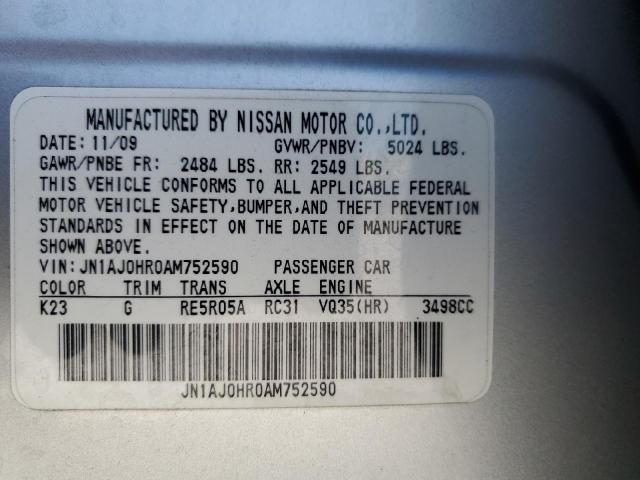 MANUFACTURED BY NISSAN MOTOR CO.,LTD.
DATE: 11/09 GVWR/PNBV: 5024 LBS.
GAWR/PNBE FR: 2484 LBS. RR: 2549 LBS.
THIS VEHICLE CONFORMS TO ALL APPLICABLE FEDERAL
MOTOR VEHICLE SAFETY,BUMPER,AND THEFT PREVENTION
STANDARDS IN EFFECT ON THE DATE OF MANUFACTURE
SHOWN ABOVE.
VIN: JN1AJ0HR0AM752590 PASSENGER CAR
COLOR TRIM TRANS AXLE ENGINE
K23 G RE5R05A RC31 VQ35(HR) 3498CC
JN1AJ0HR0AM752590